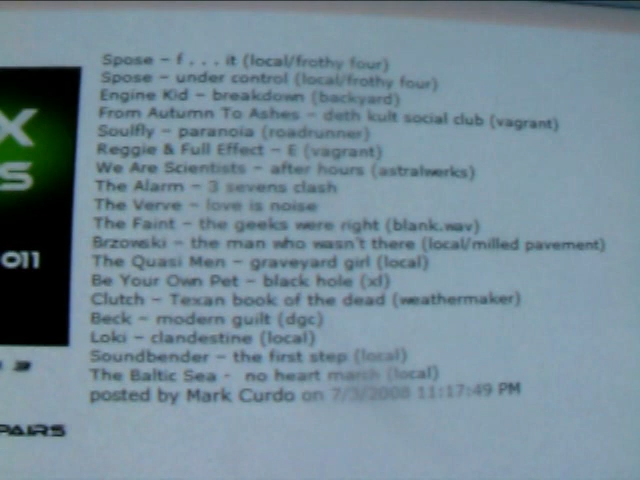 Spose - f . . . it (local/frothy four)
Spose - under control (local/frothy four)
Engine Kid - breakdown (backyard)
From Autumn To Ashes - deth kult social club (vagrant)
Soulfly - paranoia (roadrunner)
Reggie & Full Effect - E (vagrant)
We Are Scientists - after hours (astralwerks)
The Alarm - 3 sevens clash
The Verve - love is noise
The Faint - the geeks were right (blank.wav)
Brzowski - the man who wasn't there (local/milled pavement)
The Quasi Men - graveyard girl (local)
Be Your Own Pet - black hole (xl)
Clutch - Texan book of the dead (weathermaker)
Beck - modern guilt (dgc)
Loki - clandestine (local)
Soundbender - the first step (local)
The Baltic Sea - no heart march (local)
posted by Mark Curdo on 7/3/2008 11:17:49 PM
X
S
011
PAIRS